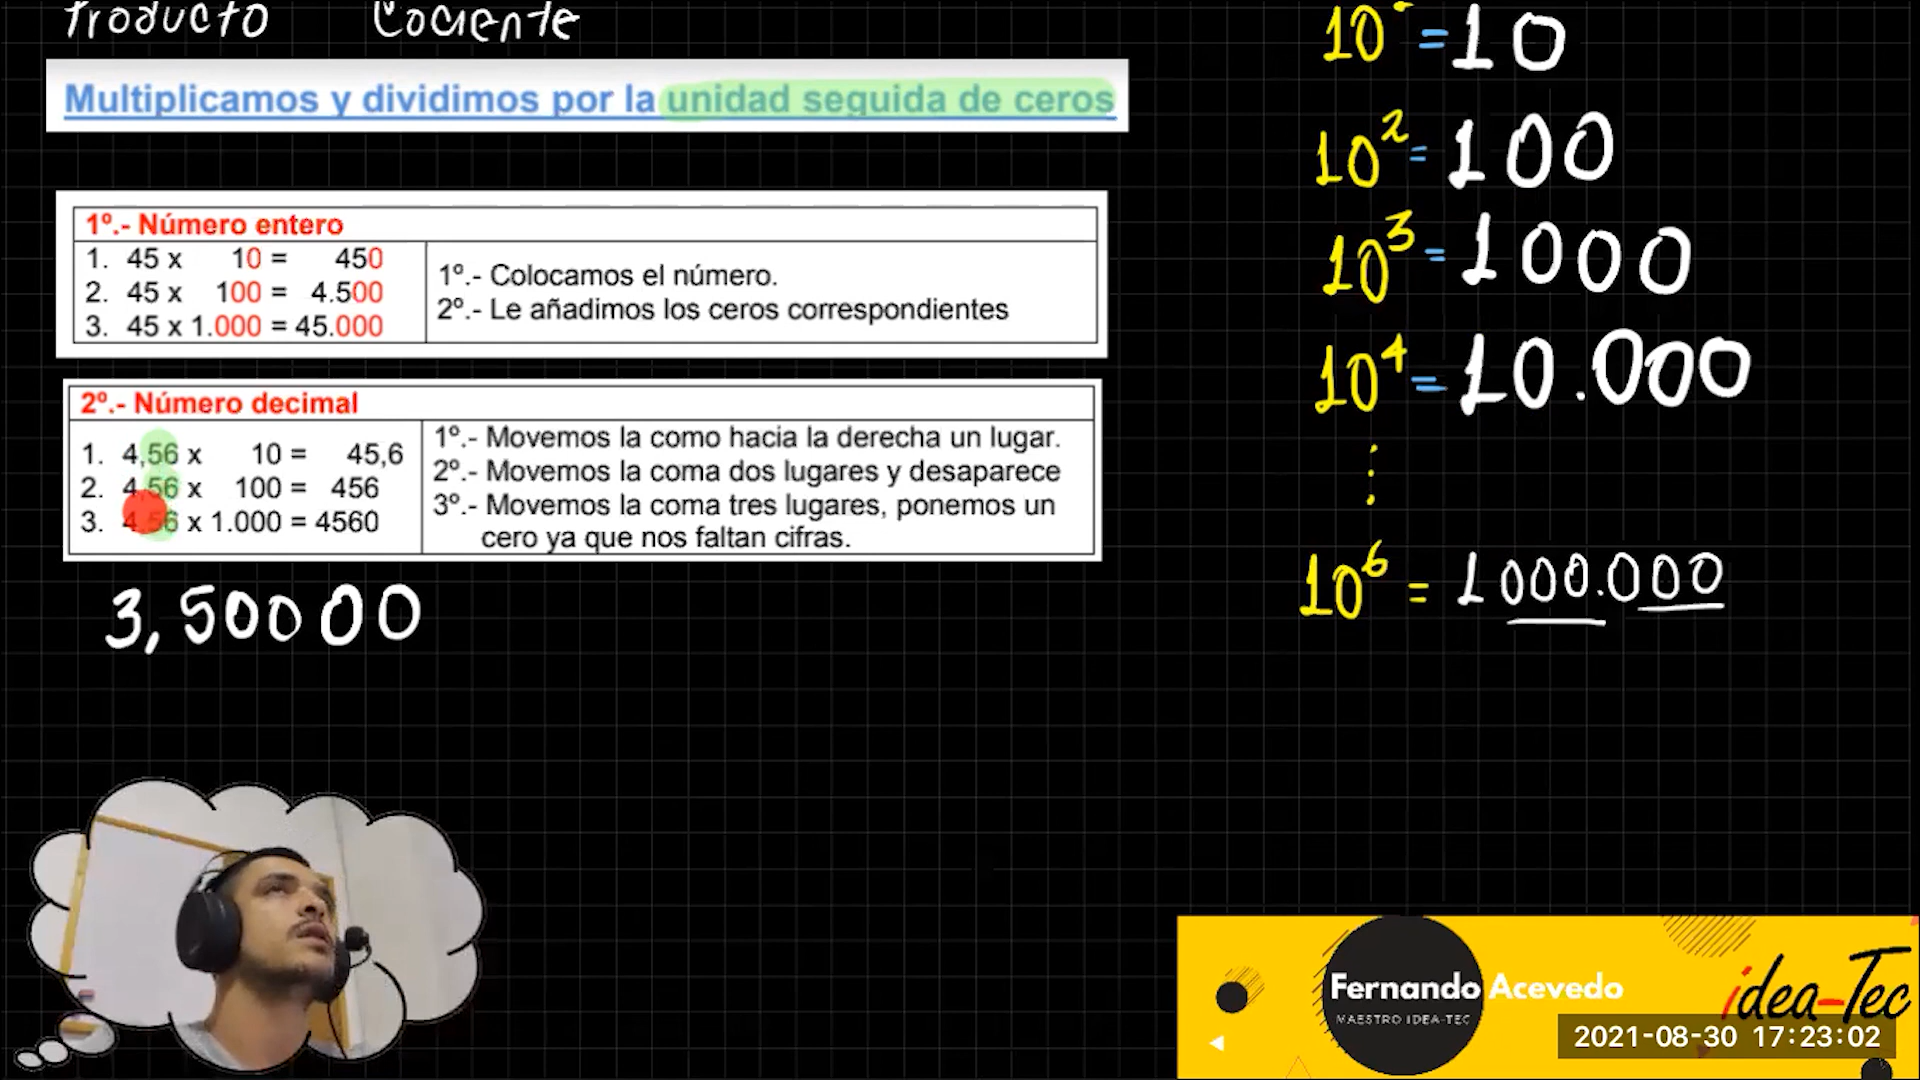 Producto Cociente
Multiplicamos y dividimos por la unidad seguida de ceros
1º.- Número entero
1. 45 x 10 = 450
2. 45 x 100 = 4.500
3. 45 x 1.000 = 45.000
1º.- Colocamos el número.
2º.- Le añadimos los ceros correspondientes
2º.- Número decimal
1. 4,56 x 10 = 45,6
2. 4,56 x 100 = 456
3. 4,56 x 1.000 = 4560
1º.- Movemos la como hacia la derecha un lugar.
2º.- Movemos la coma dos lugares y desaparece
3º.- Movemos la coma tres lugares, ponemos un
cero ya que nos faltan cifras.
3,50000
10 = 10
10² = 100
10³ = 1000
10⁴ = 10.000
⋮
10⁶ = 1000.000
Fernando Acevedo
MAESTRO IDEA-TEC
idea-Tec
2021-08-30 17:23:02